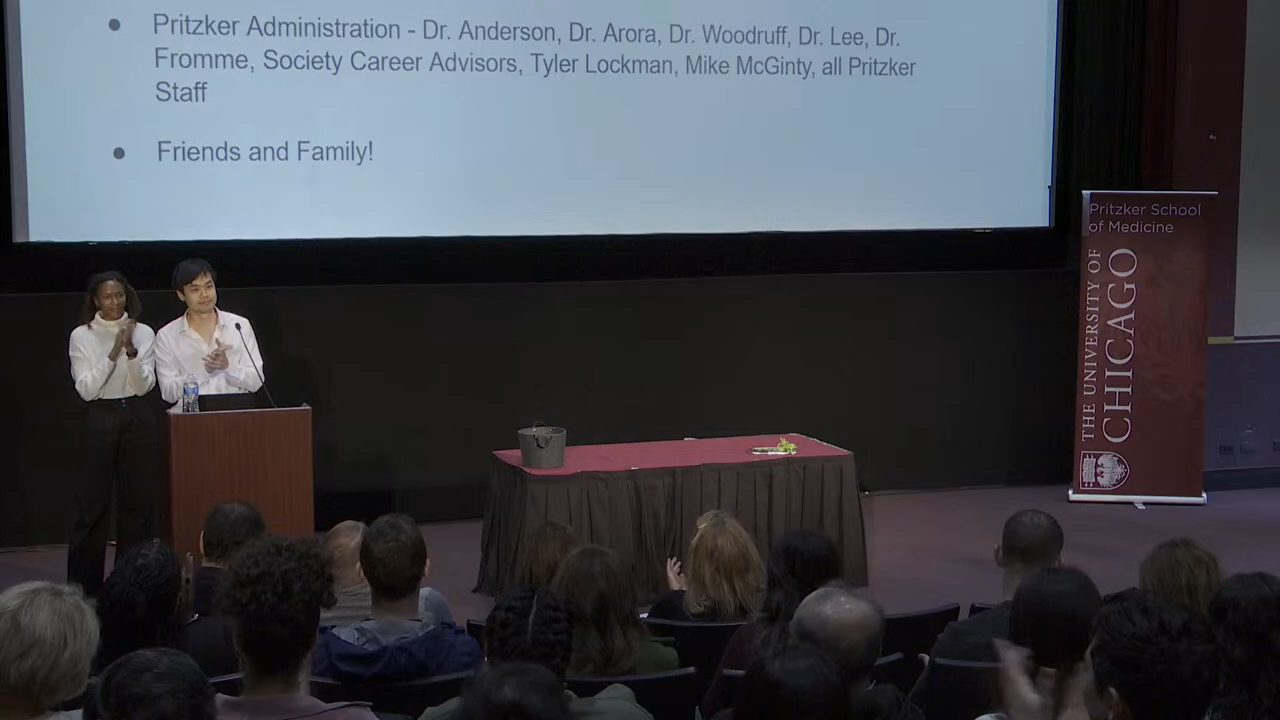 ● Pritzker Administration - Dr. Anderson, Dr. Arora, Dr. Woodruff, Dr. Lee, Dr.
Fromme, Society Career Advisors, Tyler Lockman, Mike McGinty, all Pritzker
Staff
● Friends and Family!
Pritzker School
of Medicine
THE UNIVERSITY OF
CHICAGO